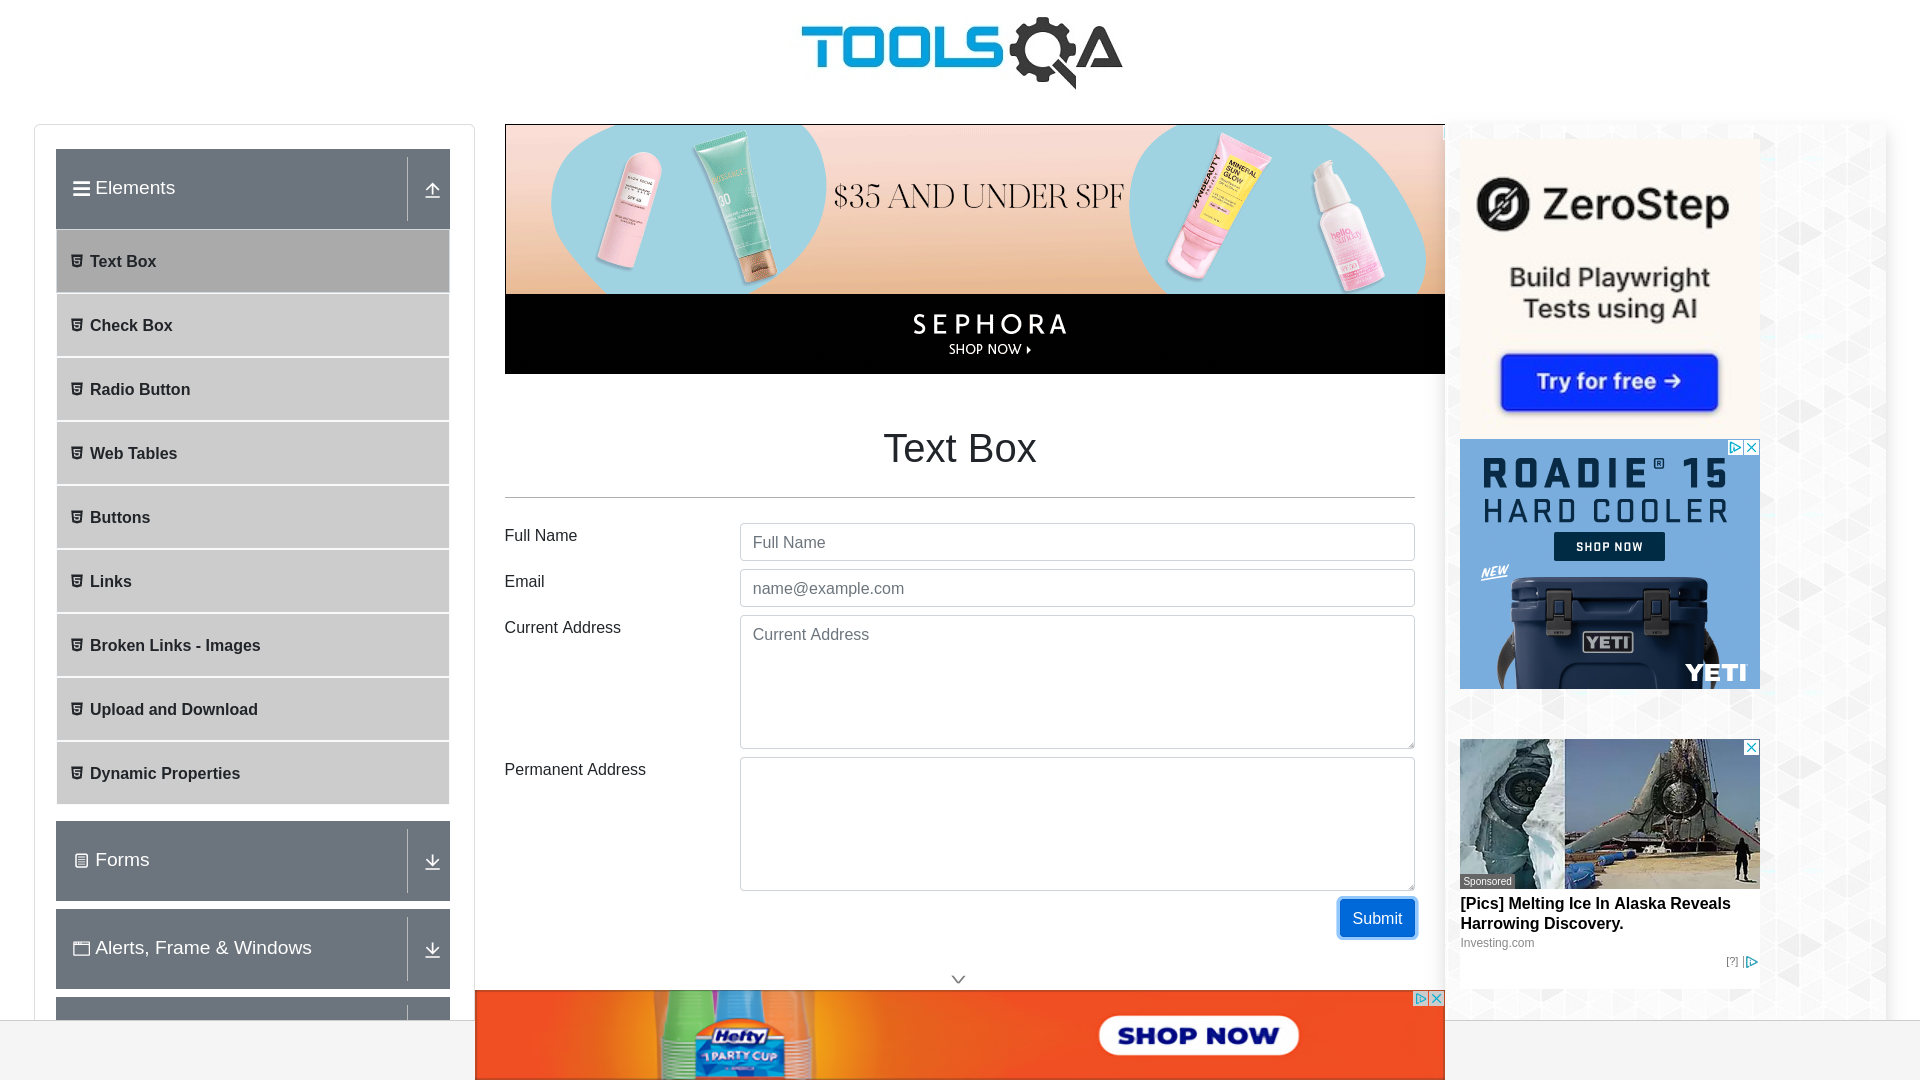 TOOLSQA
Elements
Text Box
Check Box
Radio Button
Web Tables
Buttons
Links
Broken Links - Images
Upload and Download
Dynamic Properties
Forms
Alerts, Frame & Windows
$35 AND UNDER SPF
SEPHORA
SHOP NOW
Text Box
Full Name
Full Name
Email
name@example.com
Current Address
Current Address
Permanent Address
Submit
Hefty
PARTY CUP
SHOP NOW
ZeroStep
Build Playwright
Tests using AI
Try for free →
ROADIE® 15
HARD COOLER
SHOP NOW
NEW
YETI
YETI
Sponsored
[Pics] Melting Ice In Alaska Reveals
Harrowing Discovery.
Investing.com
[?]